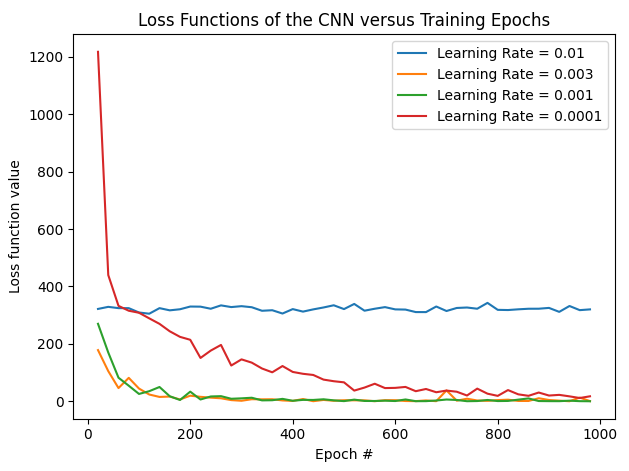 Loss Functions of the CNN versus Training Epochs
Learning Rate = 0.01
Learning Rate = 0.003
Learning Rate = 0.001
Learning Rate = 0.0001
Loss function value
1200
1000
800
600
400
200
0
0 200 400 600 800 1000
Epoch #